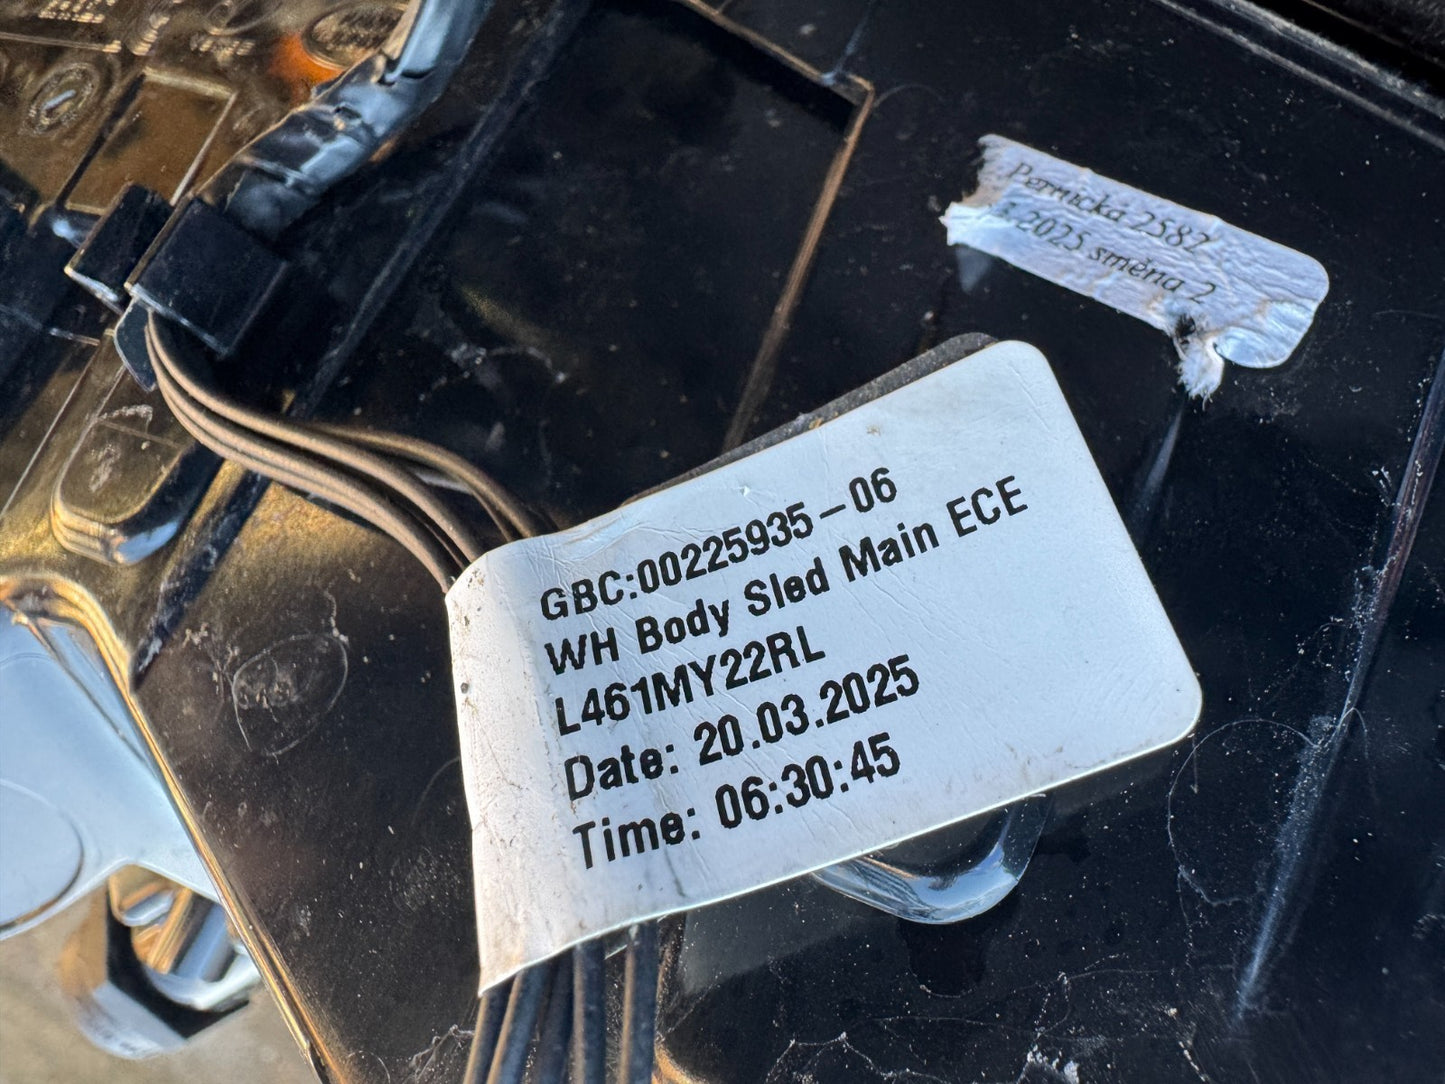 Pernická 2582
.2025 směna 2
GBC:00225935-06
WH Body Sled Main ECE
L461MY22RL
Date: 20.03.2025
Time: 06:30:45